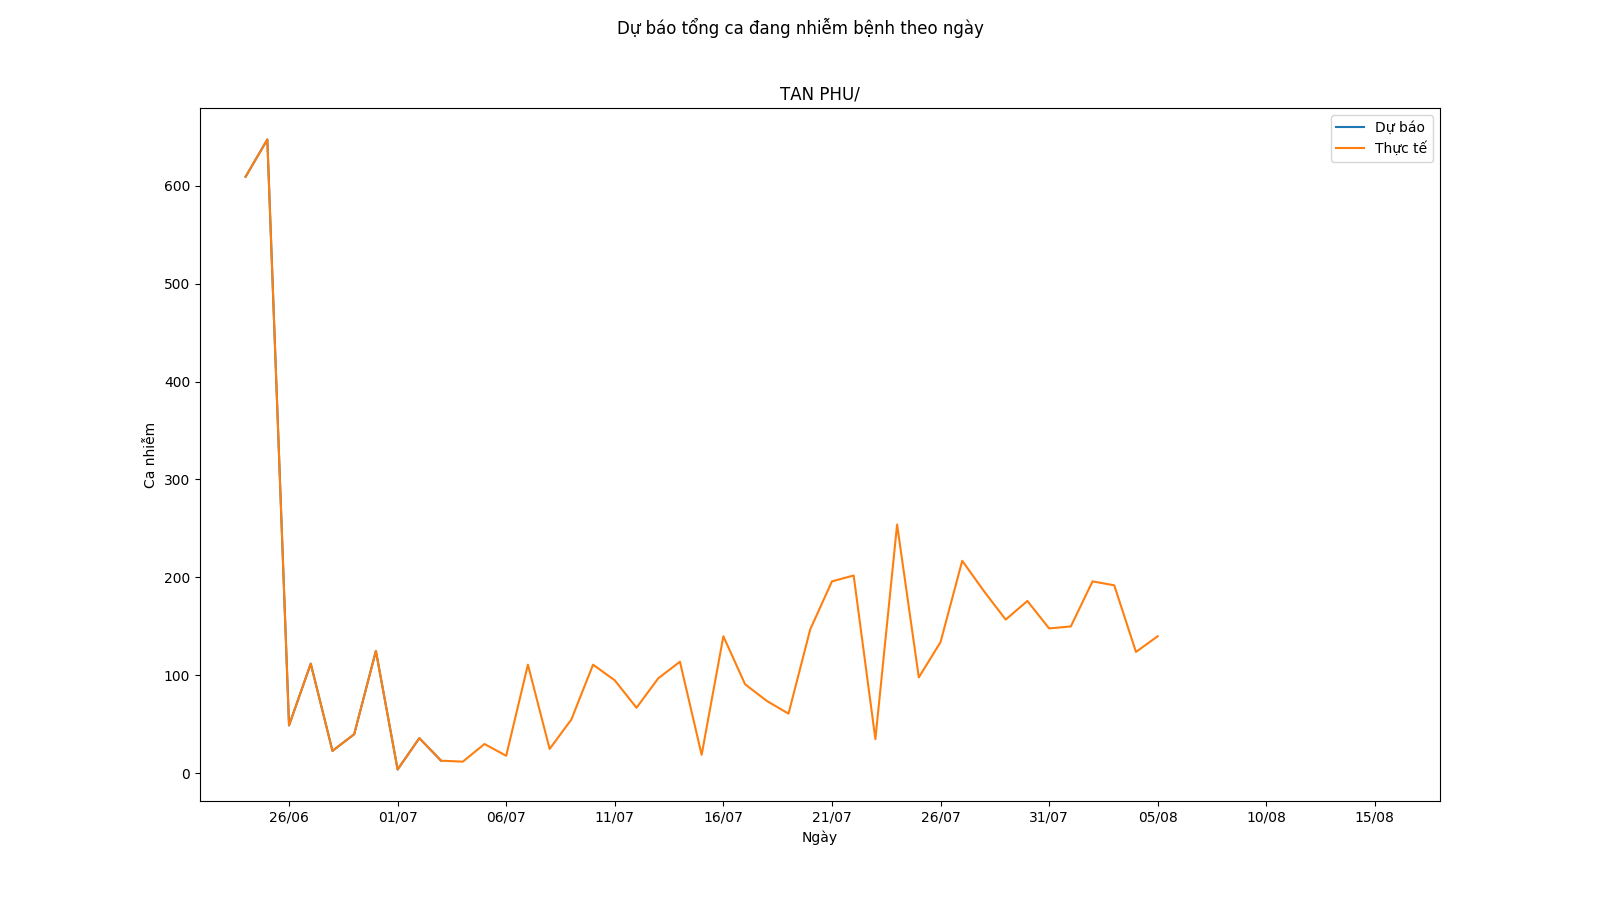 Dự báo tổng ca đang nhiễm bệnh theo ngày
TAN PHU/
Dự báo
Thực tế
600
500
400
300
200
100
0
Ca nhiễm
26/06 01/07 06/07 11/07 16/07 21/07 26/07 31/07 05/08 10/08 15/08
Ngày